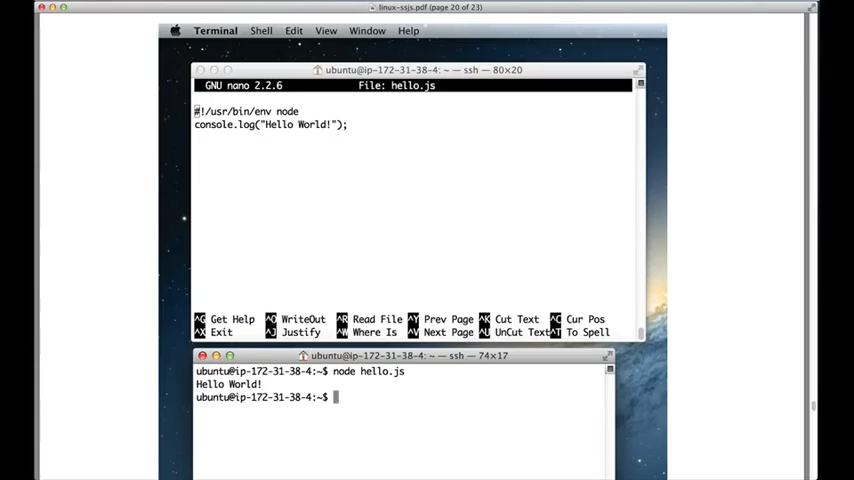 linux-ssjs.pdf (page 20 of 23)
Terminal Shell Edit View Window Help
ubuntu@ip-172-31-38-4: ~ — ssh — 80×20
GNU nano 2.2.6 File: hello.js
#!/usr/bin/env node
console.log("Hello World!");
^G Get Help ^O WriteOut ^R Read File ^Y Prev Page ^K Cut Text ^C Cur Pos
^X Exit ^J Justify ^W Where Is ^V Next Page ^U UnCut Text ^T To Spell
ubuntu@ip-172-31-38-4: ~ — ssh — 74×17
ubuntu@ip-172-31-38-4:~$ node hello.js
Hello World!
ubuntu@ip-172-31-38-4:~$